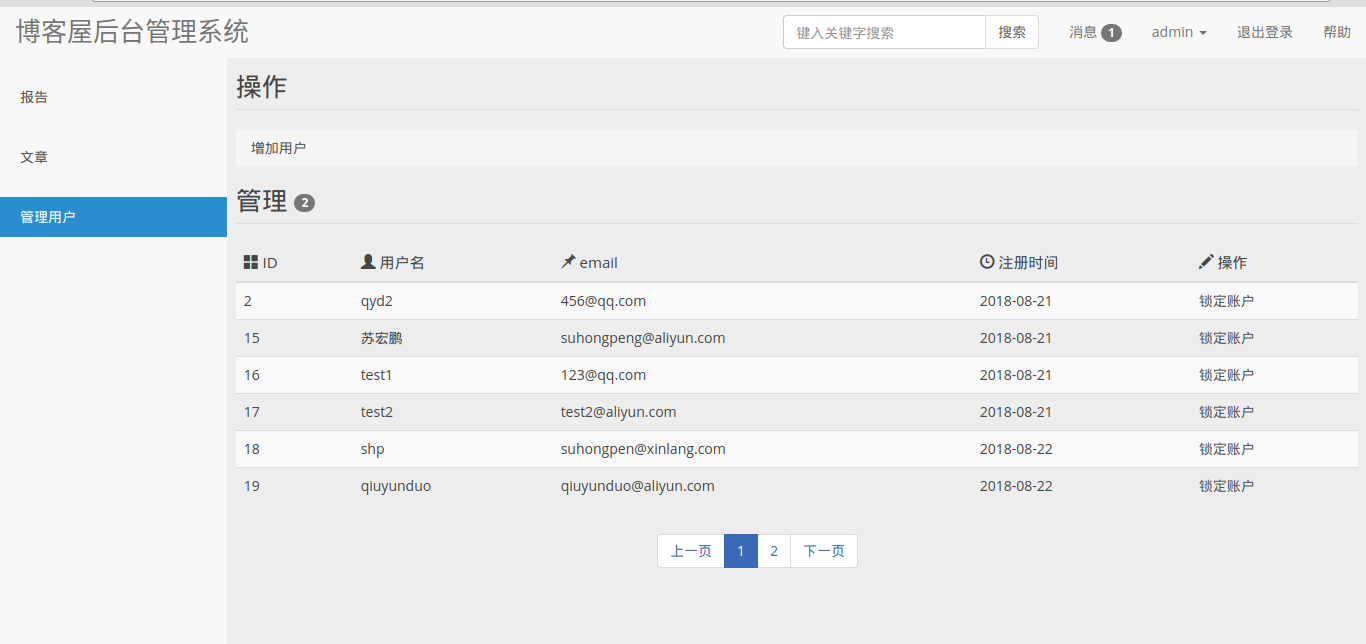 博客屋后台管理系统 键入关键字搜索 搜索 消息 1 admin 退出登录 帮助
报告
文章
管理用户
操作
增加用户
管理 2
ID 用户名 email 注册时间 操作
2 qyd2 456@qq.com 2018-08-21 锁定账户
15 苏宏鹏 suhongpeng@aliyun.com 2018-08-21 锁定账户
16 test1 123@qq.com 2018-08-21 锁定账户
17 test2 test2@aliyun.com 2018-08-21 锁定账户
18 shp suhongpen@xinlang.com 2018-08-22 锁定账户
19 qiuyunduo qiuyunduo@aliyun.com 2018-08-22 锁定账户
上一页 1 2 下一页